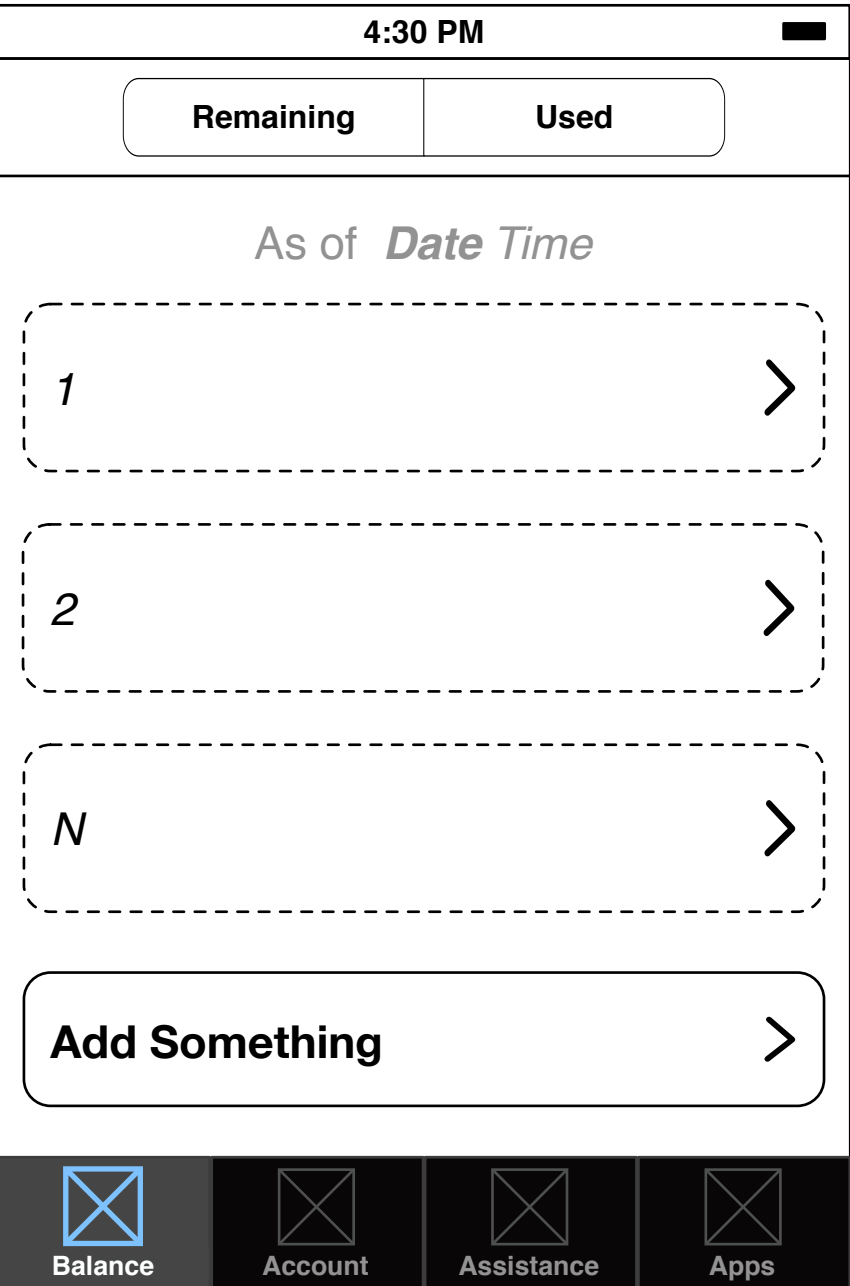 4:30 PM
Remaining Used
As of Date Time
1
2
N
Add Something
Balance Account Assistance Apps